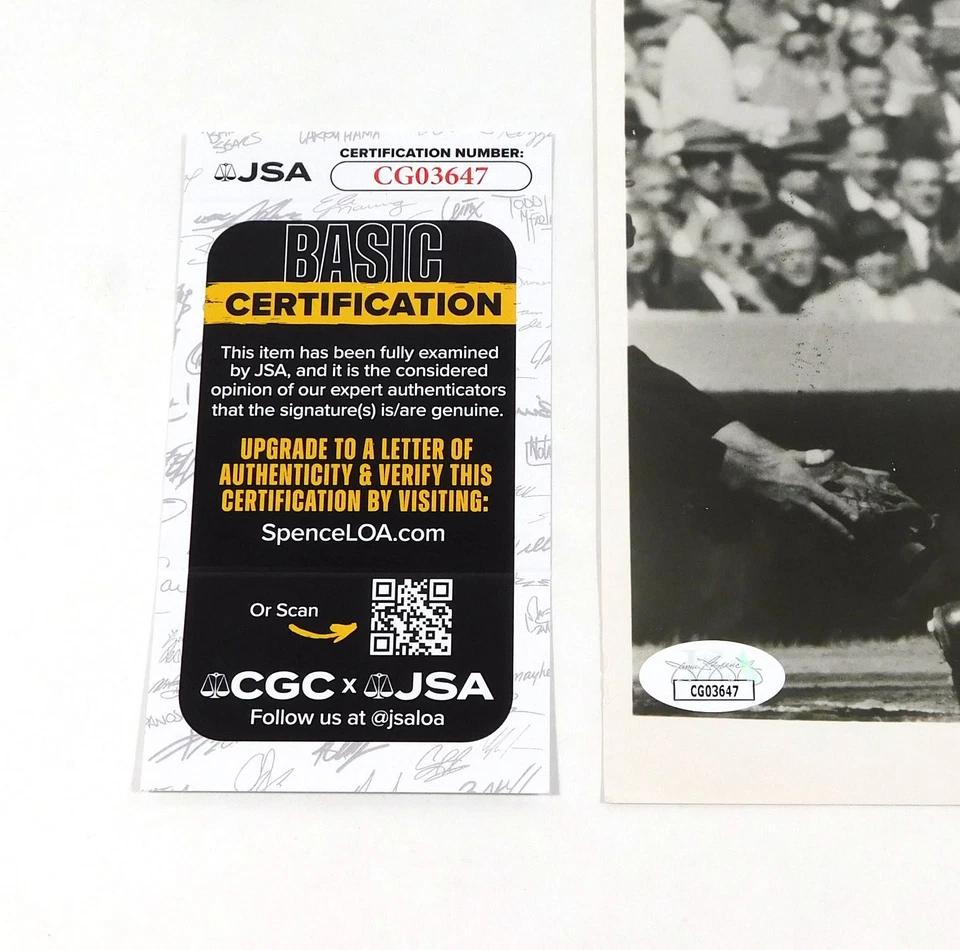 CERTIFICATION NUMBER:
JSA CG03647
BASIC
CERTIFICATION
This item has been fully examined
by JSA, and it is the considered
opinion of our expert authenticators
that the signature(s) is/are genuine.
UPGRADE TO A LETTER OF
AUTHENTICITY & VERIFY THIS
CERTIFICATION BY VISITING:
SpenceLOA.com
Or Scan
CGC x JSA
Follow us at @jsaloa
CG03647